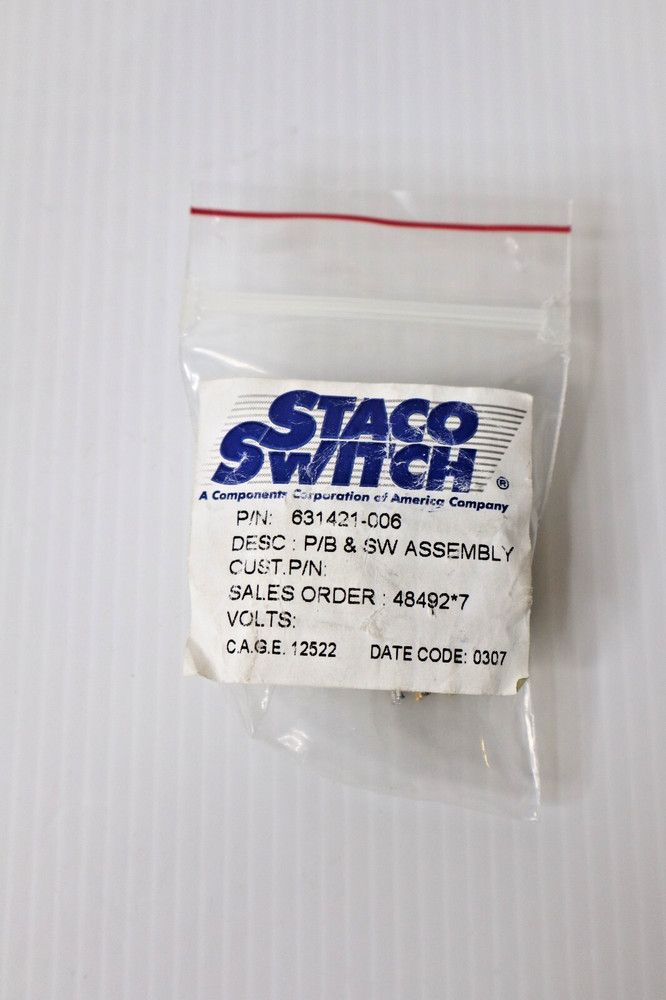 STACO
SWITCH ®
A Components Corporation of America Company
P/N: 631421-006
DESC : P/B & SW ASSEMBLY
CUST.P/N:
SALES ORDER : 48492*7
VOLTS:
C.A.G.E. 12522 DATE CODE: 0307